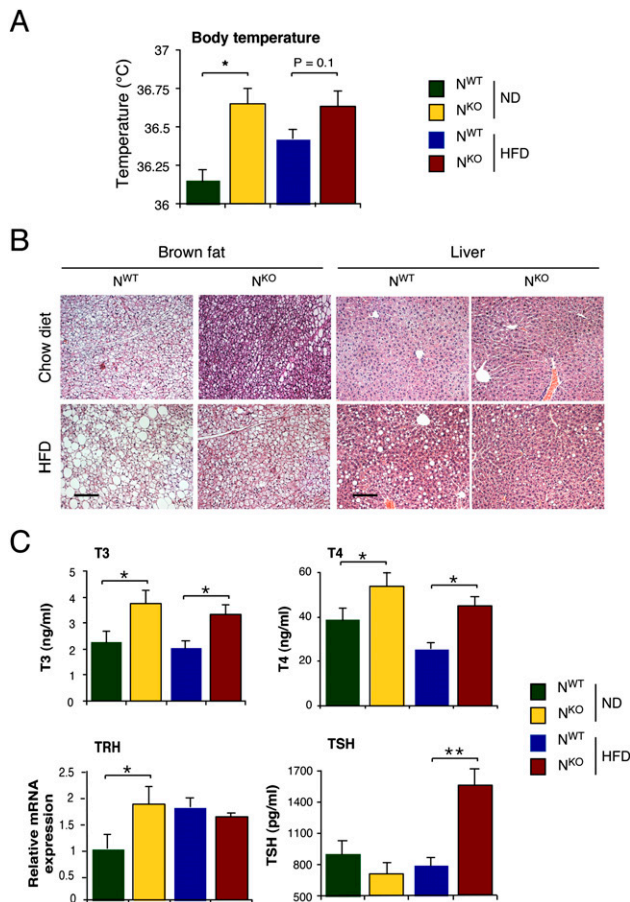 A
Body temperature
Temperature (°C)
37
36.75
36.5
36.25
36
*
P = 0.1
N^WT
N^KO
ND
N^WT
N^KO
HFD
B
Brown fat
Liver
N^WT
N^KO
N^WT
N^KO
Chow diet
HFD
C
T3
T3 (ng/ml)
5
4
3
2
1
0
*
*
T4
T4 (ng/ml)
60
40
20
0
*
*
TRH
Relative mRNA
expression
2.5
2
1.5
1
0.5
0
*
TSH
TSH (pg/ml)
1700
1400
1100
800
500
**
N^WT
N^KO
ND
N^WT
N^KO
HFD